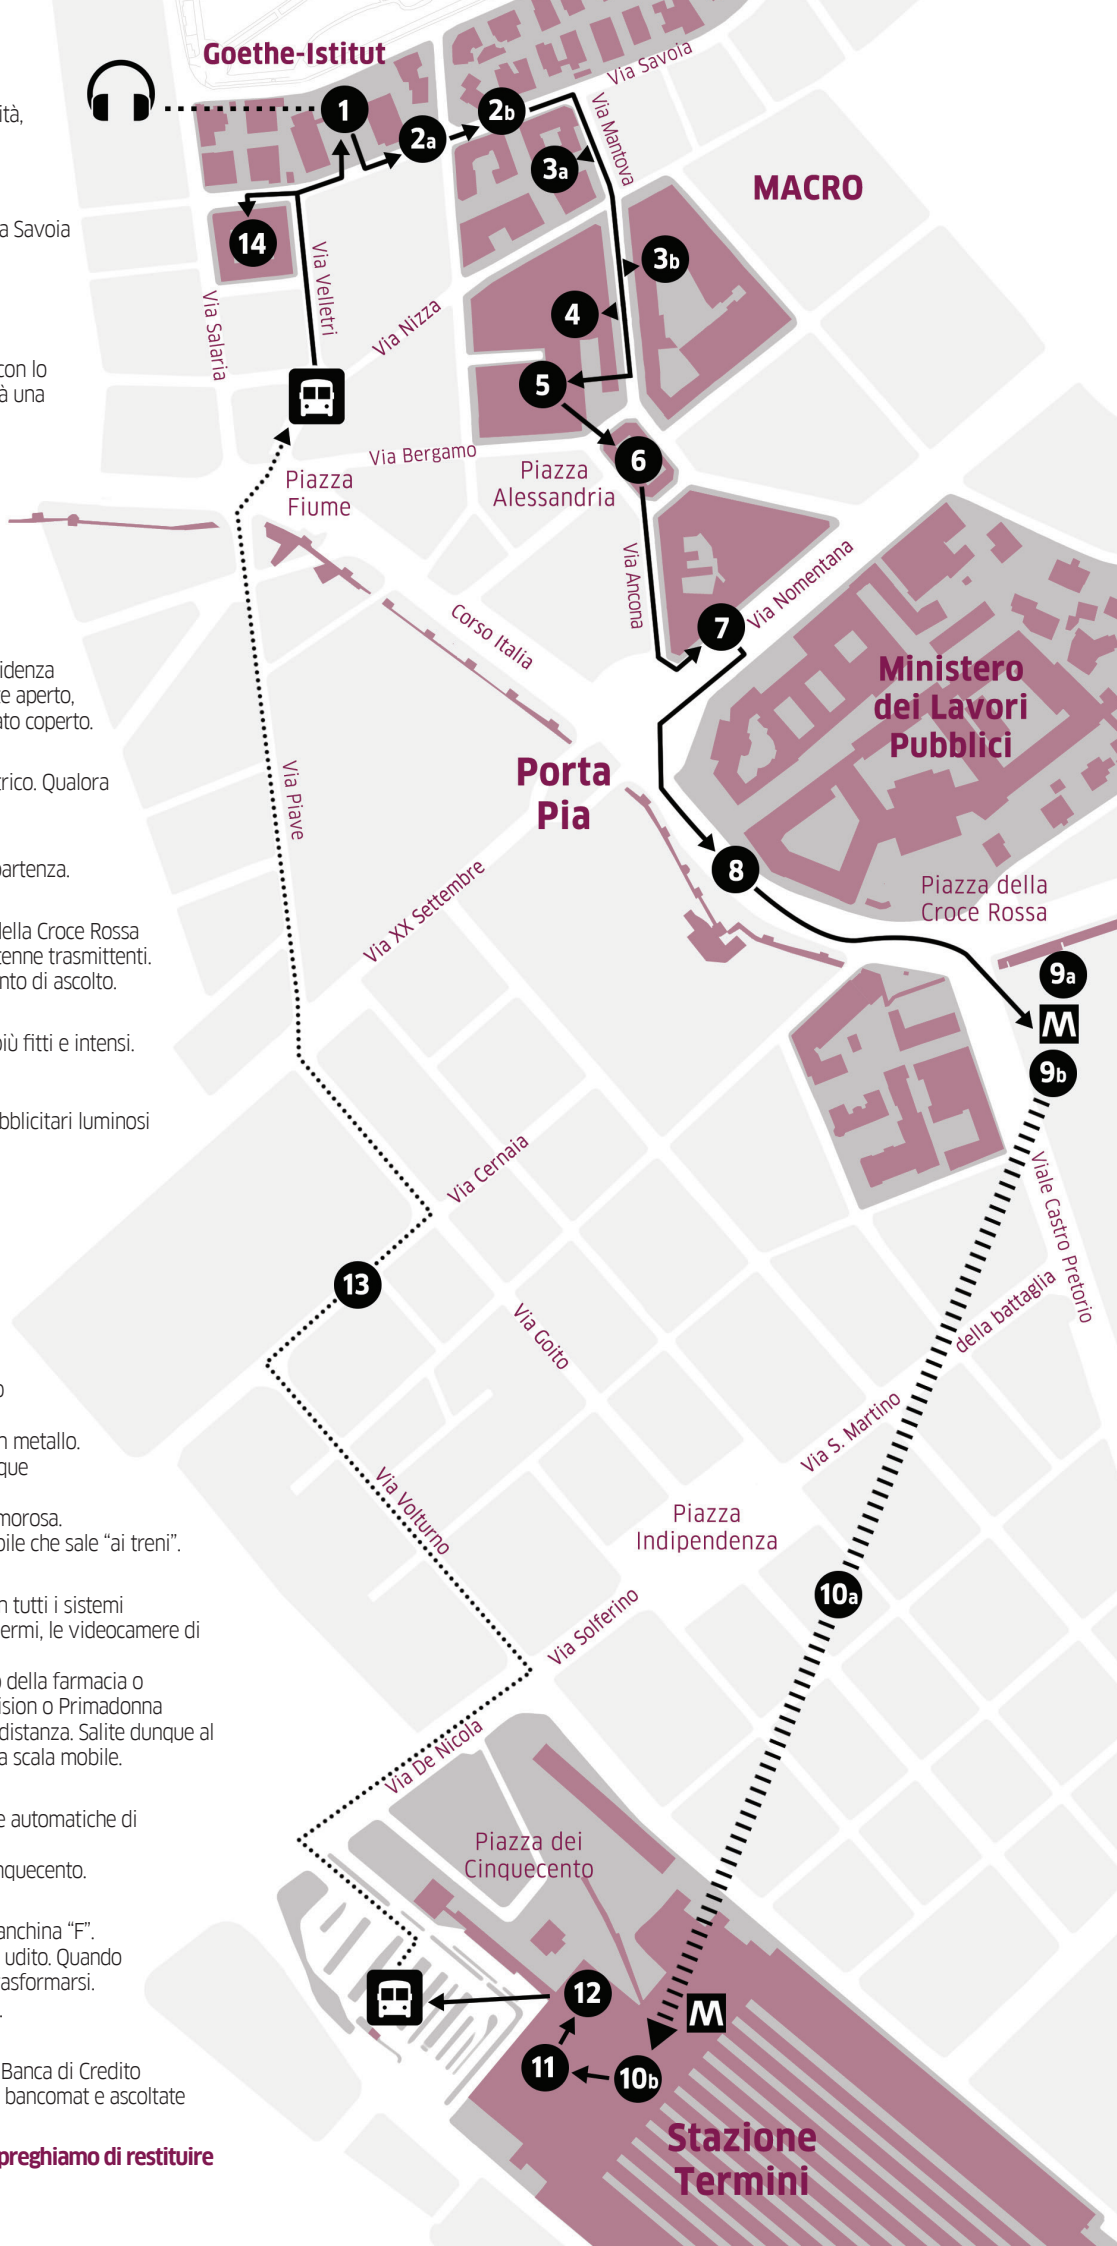 ità,
a Savoia
con lo
à una
idenza
e aperto,
ato coperto.
trico. Qualora
partenza.
della Croce Rossa
tenne trasmittenti.
nto di ascolto.
più fitti e intensi.
bblicitari luminosi
o
n metallo.
que
morosa.
bile che sale “ai treni”.
n tutti i sistemi
ermi, le videocamere di
o della farmacia o
ision o Primadonna
distanza. Salite dunque al
a scala mobile.
e automatiche di
nquecento.
anchina “F”.
udito. Quando
asformarsi.
.
Banca di Credito
bancomat e ascoltate
preghiamo di restituire
Goethe-Istitut
1
2a
2b
Via Savoia
Via Mantova
3a
MACRO
14
3b
Via Velletri
4
Via Salaria
Via Nizza
5
Via Bergamo
6
Piazza
Fiume
Piazza
Alessandria
Via Ancona
Via Nomentana
Corso Italia
7
Ministero
dei Lavori
Pubblici
Porta
Pia
Via Piave
8
Via XX Settembre
Piazza della
Croce Rossa
9a
M
9b
Via Cernaia
Viale Castro Pretorio
13
Via Goito
della battaglia
Via S. Martino
Via Volturno
Piazza
Indipendenza
10a
Via Solferino
Via De Nicola
Piazza dei
Cinquecento
12
M
11
10b
Stazione
Termini